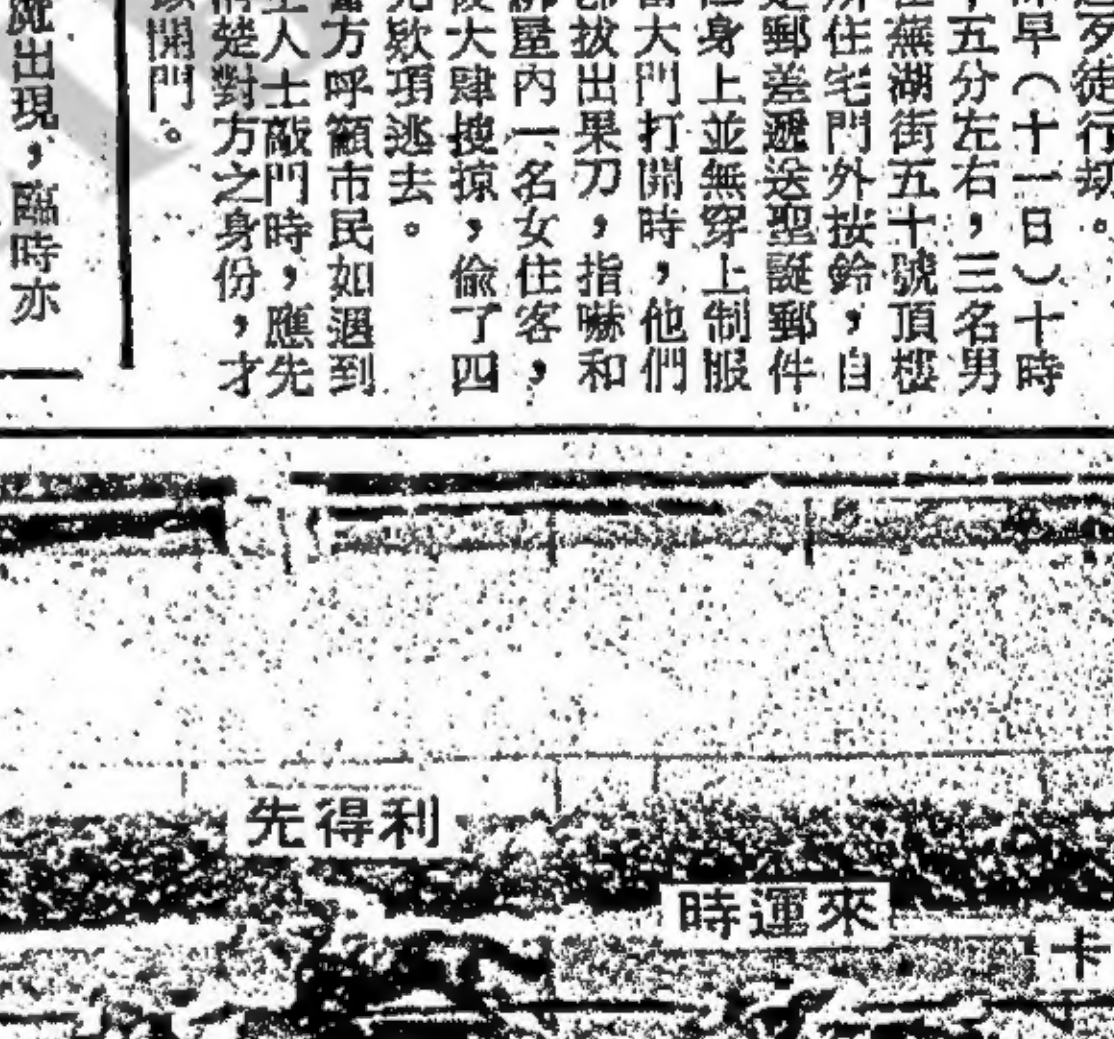 歹徒行刼。
早（十一日）十時
五分左右，三名男
蕪湖街五十號頂樓
住宅門外按鈴，自
郵差遞送聖誕郵件
身上並無穿上制服
大門打開時，他們
拔出果刀，指嚇和
屋內一名女住客，
大肆搜掠，偷了四
欵項逃去。
方呼籲市民如遇到
人士敲門時，應先
楚對方之身份，才
開門。
出現，臨時亦
先得利
時運來
卡